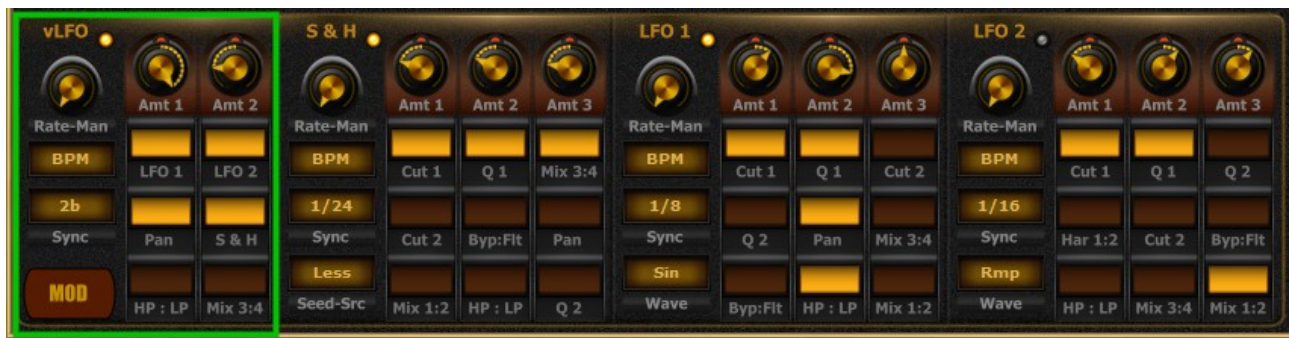 vLFO
Amt 1 Amt 2
Rate-Man
BPM
LFO 1 LFO 2
2b
Sync
Pan S & H
MOD
HP : LP Mix 3:4
S & H
Amt 1 Amt 2 Amt 3
Rate-Man
BPM
Cut 1 Q 1 Mix 3:4
1/24
Sync
Cut 2 Byp:Flt Pan
Less
Seed-Src
Mix 1:2 HP : LP Q 2
LFO 1
Amt 1 Amt 2 Amt 3
Rate-Man
BPM
Cut 1 Q 1 Cut 2
1/8
Sync
Q 2 Pan Mix 3:4
Sin
Wave
Byp:Flt HP : LP Mix 1:2
LFO 2
Amt 1 Amt 2 Amt 3
Rate-Man
BPM
Cut 1 Q 1 Q 2
1/16
Sync
Har 1:2 Cut 2 Byp:Flt
Rmp
Wave
HP : LP Mix 3:4 Mix 1:2